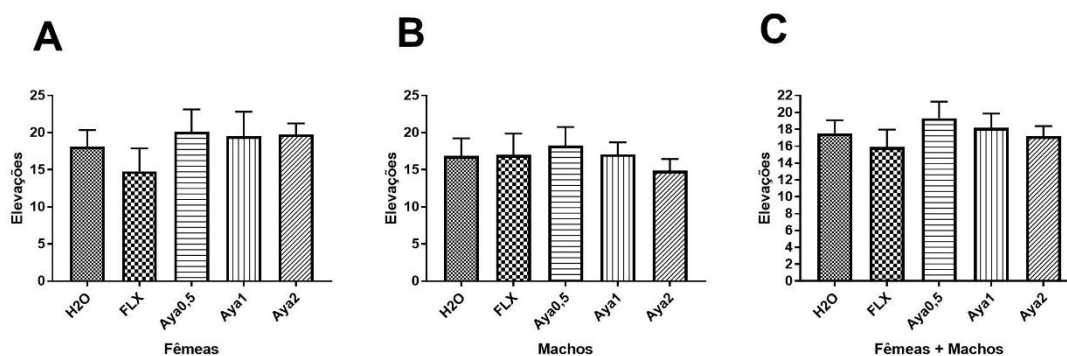 A
Elevações
25
20
15
10
5
0
H2O
FLX
Aya0,5
Aya1
Aya2
Fêmeas
B
Elevações
25
20
15
10
5
0
H2O
FLX
Aya0,5
Aya1
Aya2
Machos
C
Elevações
22
20
18
16
14
12
10
8
6
4
2
0
H2O
FLX
Aya0,5
Aya1
Aya2
Fêmeas + Machos